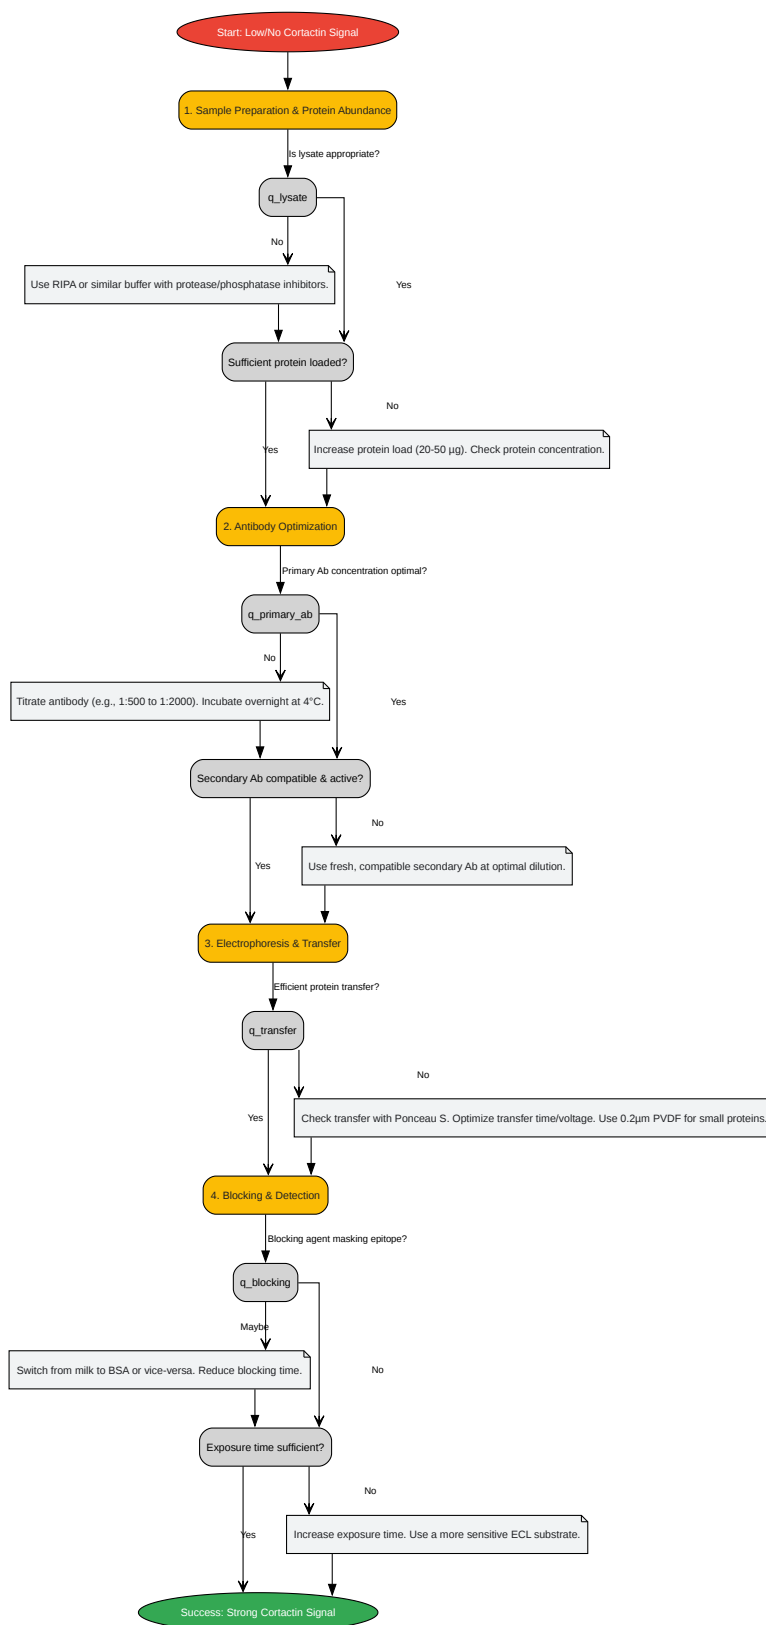 Start: Low/No Cortactin Signal
1. Sample Preparation & Protein Abundance
Is lysate appropriate?
q_lysate
No
Use RIPA or similar buffer with protease/phosphatase inhibitors.
Yes
Sufficient protein loaded?
No
Yes
Increase protein load (20-50 µg). Check protein concentration.
2. Antibody Optimization
Primary Ab concentration optimal?
q_primary_ab
No
Titrate antibody (e.g., 1:500 to 1:2000). Incubate overnight at 4°C.
Yes
Secondary Ab compatible & active?
No
Yes
Use fresh, compatible secondary Ab at optimal dilution.
3. Electrophoresis & Transfer
Efficient protein transfer?
q_transfer
No
Yes
Check transfer with Ponceau S. Optimize transfer time/voltage. Use 0.2µm PVDF for small proteins.
4. Blocking & Detection
Blocking agent masking epitope?
q_blocking
Maybe
Switch from milk to BSA or vice-versa. Reduce blocking time.
No
Exposure time sufficient?
No
Yes
Increase exposure time. Use a more sensitive ECL substrate.
Success: Strong Cortactin Signal